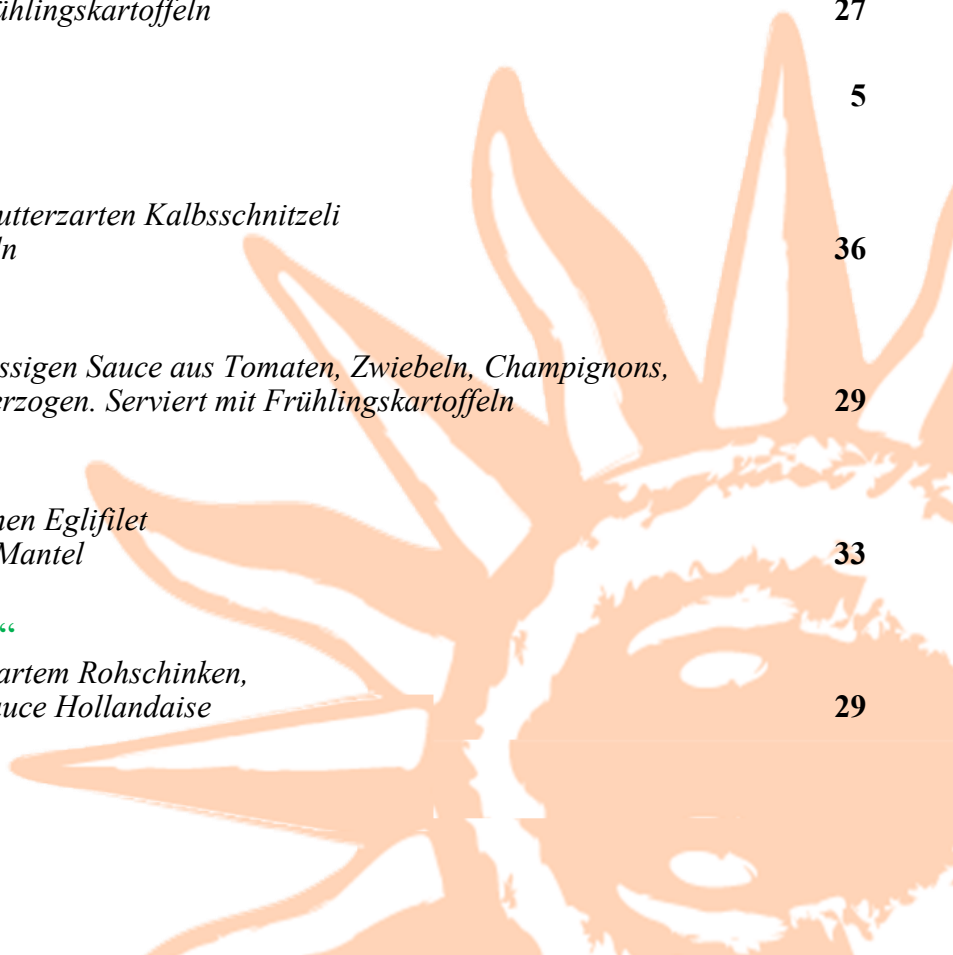 ühlingskartoffeln 27
5
utterzarten Kalbsschnitzeli
ln 36
ssigen Sauce aus Tomaten, Zwiebeln, Champignons,
erzogen. Serviert mit Frühlingskartoffeln 29
nen Eglifilet
Mantel 33
“
artem Rohschinken,
auce Hollandaise 29